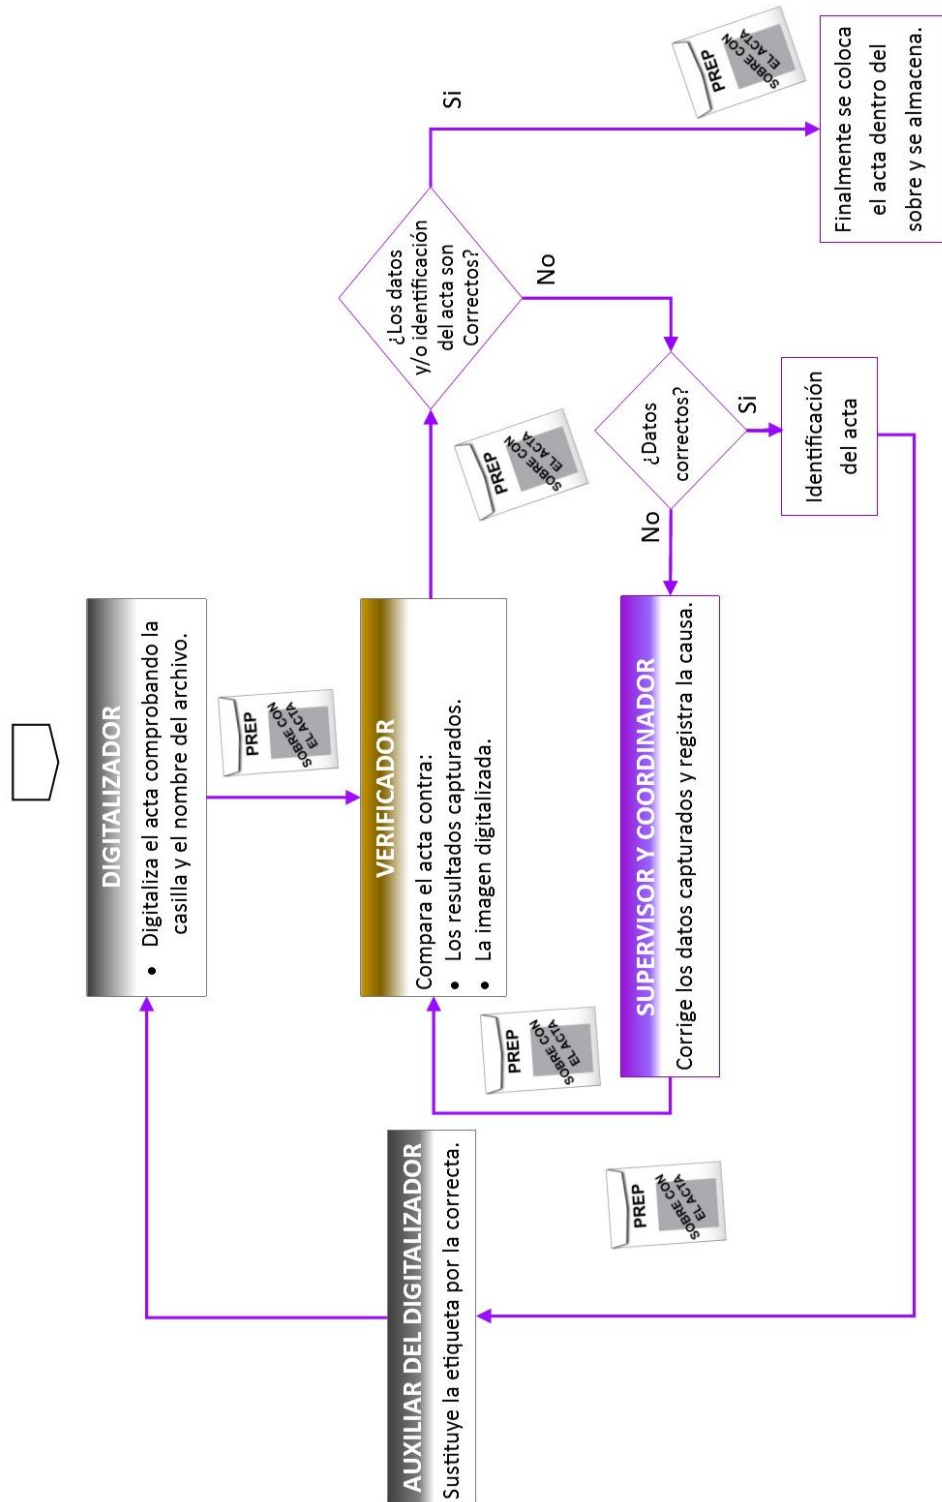 DIGITALIZADOR
• Digitaliza el acta comprobando la
casilla y el nombre del archivo.
PREP
SOBRE CON
EL ACTA
VERIFICADOR
Compara el acta contra:
• Los resultados capturados.
• La imagen digitalizada.
PREP
SOBRE CON
EL ACTA
¿Los datos
y/o identificación
del acta son
Correctos?
Si
PREP
SOBRE CON
EL ACTA
Finalmente se coloca
el acta dentro del
sobre y se almacena.
No
¿Datos
correctos?
No
Si
SUPERVISOR Y COORDINADOR
Corrige los datos capturados y registra la causa.
PREP
SOBRE CON
EL ACTA
Identificación
del acta
PREP
SOBRE CON
EL ACTA
AUXILIAR DEL DIGITALIZADOR
Sustituye la etiqueta por la correcta.